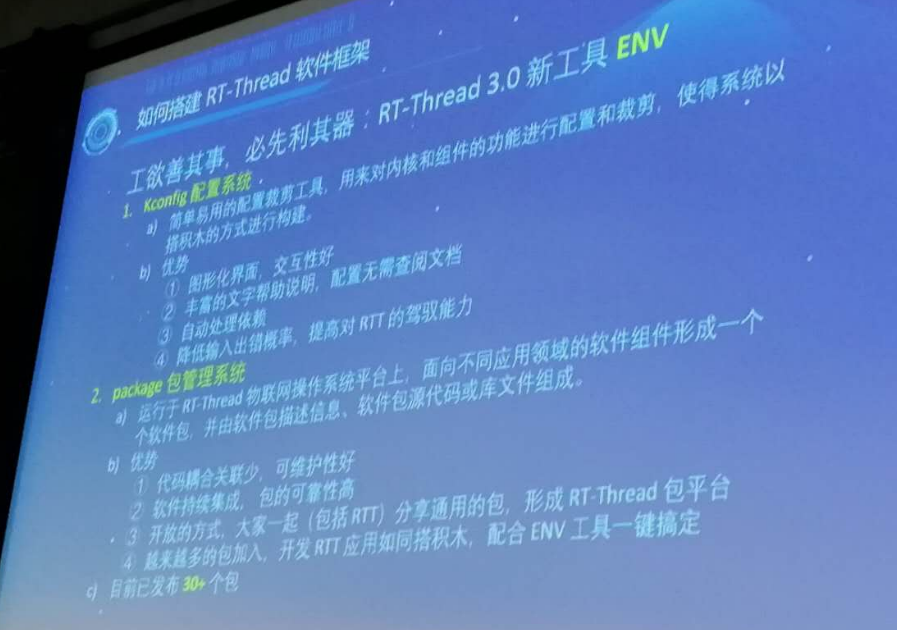 如何搭建 RT-Thread 软件框架
工欲善其事，必先利其器：RT-Thread 3.0 新工具 ENV
1. Kconfig 配置系统
a) 简单易用的配置裁剪工具，用来对内核和组件的功能进行配置和裁剪，使得系统以
搭积木的方式进行构建。
b) 优势
① 图形化界面，交互性好
② 丰富的文字帮助说明，配置无需查阅文档
③ 自动处理依赖
④ 降低输入出错概率，提高对 RTT 的驾驭能力
2. package 包管理系统
a) 运行于 RT-Thread 物联网操作系统平台上，面向不同应用领域的软件组件形成一个
个软件包，并由软件包描述信息、软件包源代码或库文件组成。
b) 优势
① 代码耦合关联少，可维护性好
② 软件持续集成，包的可靠性高
③ 开放的方式，大家一起（包括 RTT）分享通用的包，形成 RT-Thread 包平台
④ 越来越多的包加入，开发 RTT 应用如同搭积木，配合 ENV 工具一键搞定
c) 目前已发布 30+ 个包